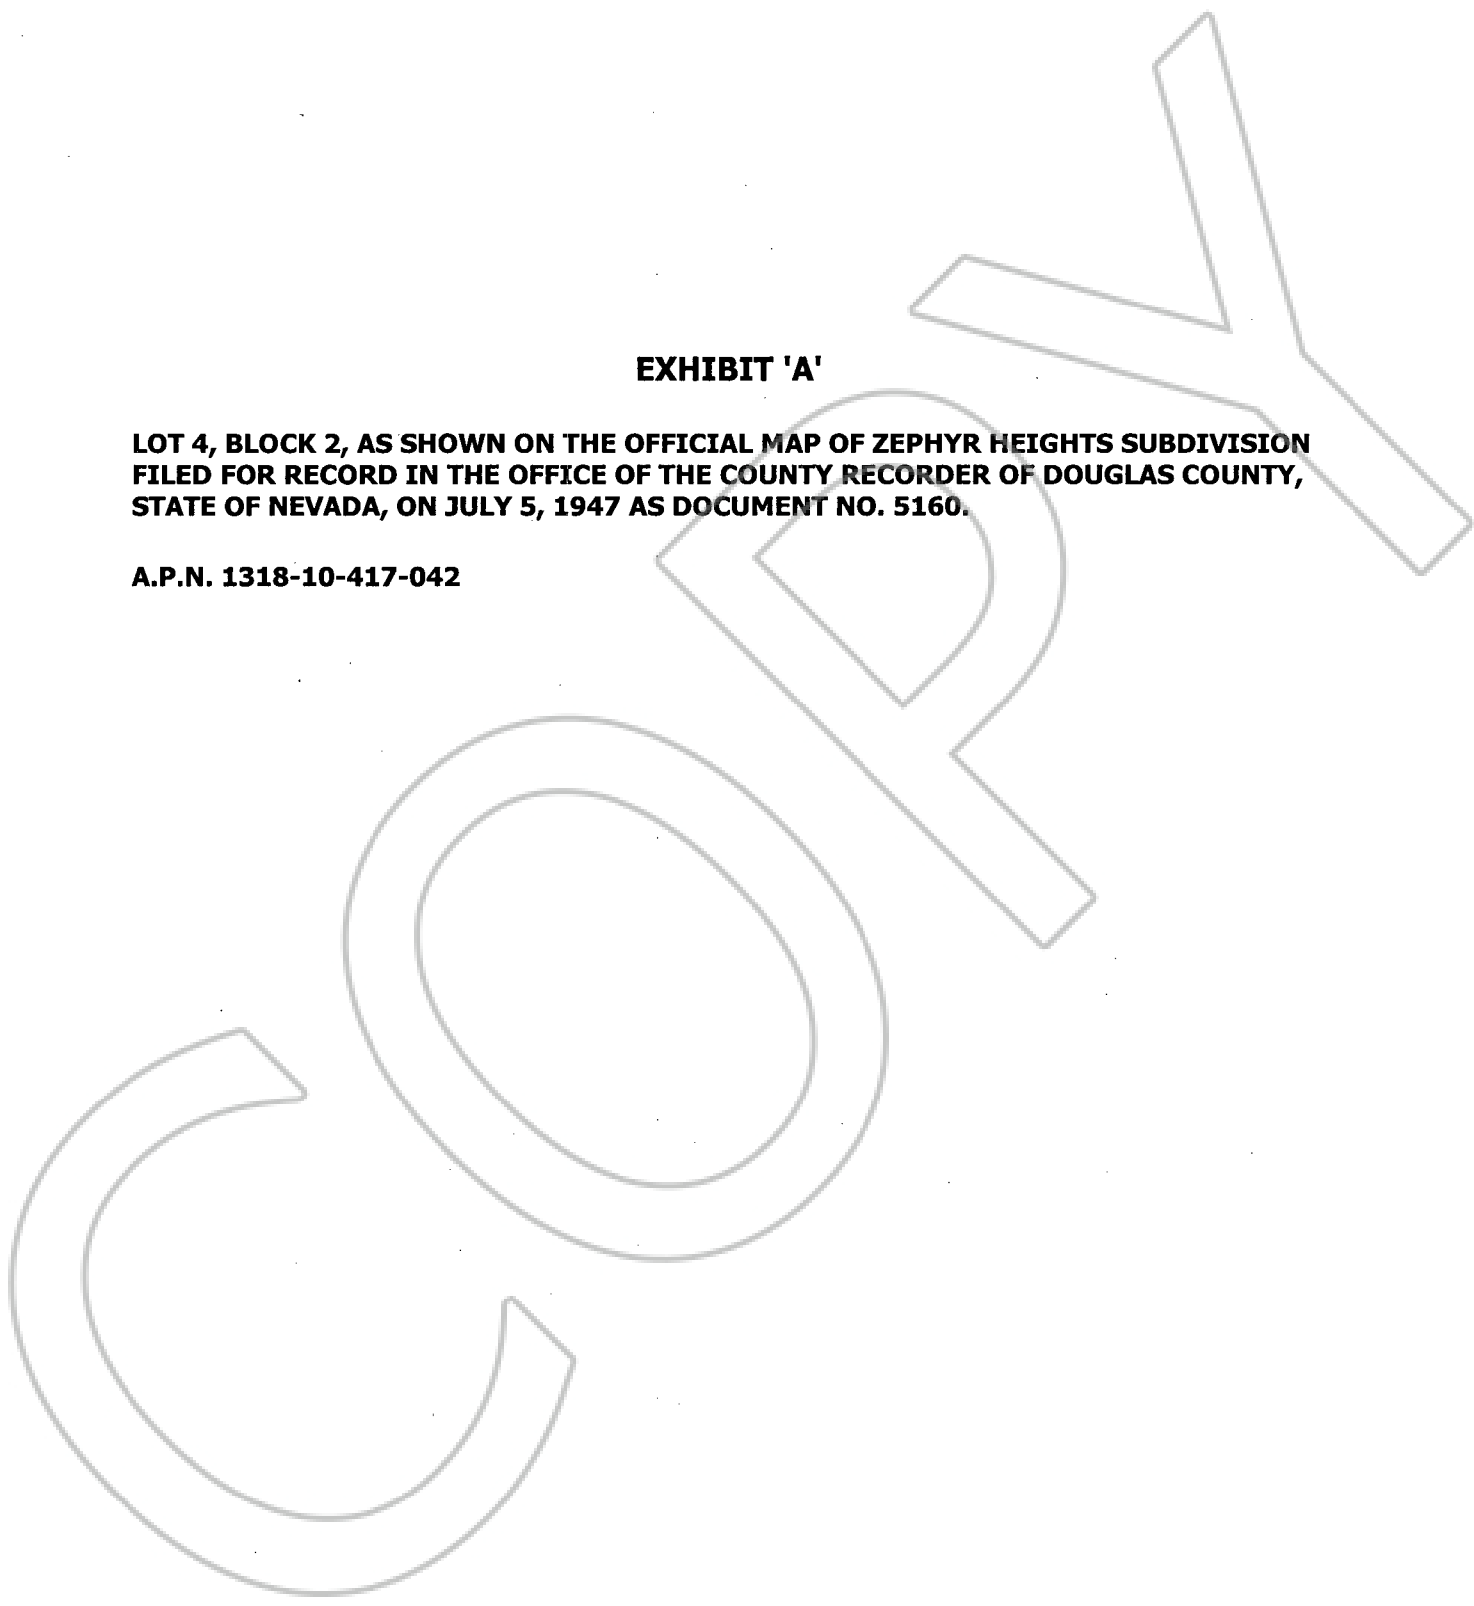 EXHIBIT 'A'
LOT 4, BLOCK 2, AS SHOWN ON THE OFFICIAL MAP OF ZEPHYR HEIGHTS SUBDIVISION
FILED FOR RECORD IN THE OFFICE OF THE COUNTY RECORDER OF DOUGLAS COUNTY,
STATE OF NEVADA, ON JULY 5, 1947 AS DOCUMENT NO. 5160.
A.P.N. 1318-10-417-042
COPY